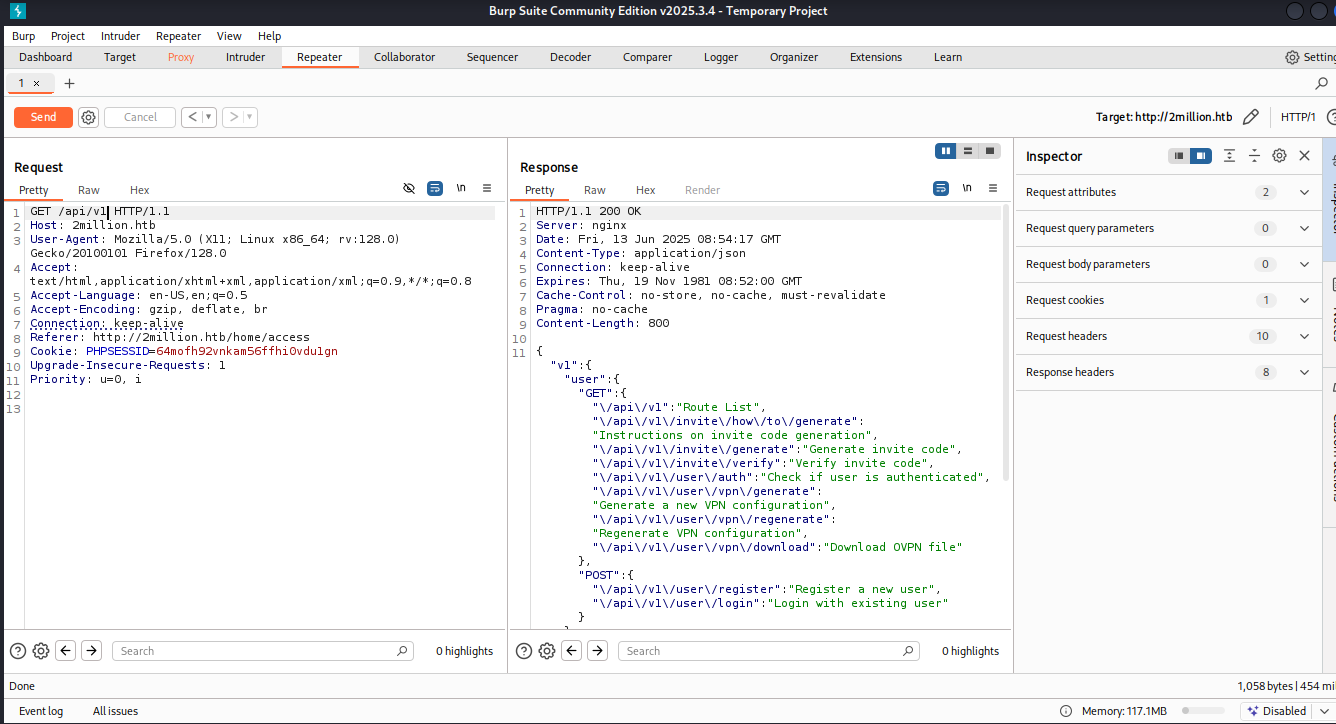 Burp Suite Community Edition v2025.3.4 - Temporary Project
Burp Project Intruder Repeater View Help
Dashboard Target Proxy Intruder Repeater Collaborator Sequencer Decoder Comparer Logger Organizer Extensions Learn Setting
1 × +
Send Cancel < > Target: http://2million.htb HTTP/1
Request
Pretty Raw Hex \n
1 GET /api/v1 HTTP/1.1
2 Host: 2million.htb
3 User-Agent: Mozilla/5.0 (X11; Linux x86_64; rv:128.0)
Gecko/20100101 Firefox/128.0
4 Accept:
text/html,application/xhtml+xml,application/xml;q=0.9,*/*;q=0.8
5 Accept-Language: en-US,en;q=0.5
6 Accept-Encoding: gzip, deflate, br
7 Connection: keep-alive
8 Referer: http://2million.htb/home/access
9 Cookie: PHPSESSID=64mofh92vnkam56ffhi0vdu1gn
10 Upgrade-Insecure-Requests: 1
11 Priority: u=0, i
12
13
Search 0 highlights
Response
Pretty Raw Hex Render \n
1 HTTP/1.1 200 OK
2 Server: nginx
3 Date: Fri, 13 Jun 2025 08:54:17 GMT
4 Content-Type: application/json
5 Connection: keep-alive
6 Expires: Thu, 19 Nov 1981 08:52:00 GMT
7 Cache-Control: no-store, no-cache, must-revalidate
8 Pragma: no-cache
9 Content-Length: 800
10
11 {
"v1":{
"user":{
"GET":{
"\/api\/v1":"Route List",
"\/api\/v1\/invite\/how\/to\/generate":
"Instructions on invite code generation",
"\/api\/v1\/invite\/generate":"Generate invite code",
"\/api\/v1\/invite\/verify":"Verify invite code",
"\/api\/v1\/user\/auth":"Check if user is authenticated",
"\/api\/v1\/user\/vpn\/generate":
"Generate a new VPN configuration",
"\/api\/v1\/user\/vpn\/regenerate":
"Regenerate VPN configuration",
"\/api\/v1\/user\/vpn\/download":"Download OVPN file"
},
"POST":{
"\/api\/v1\/user\/register":"Register a new user",
"\/api\/v1\/user\/login":"Login with existing user"
}
Search 0 highlights
Inspector
Request attributes 2
Request query parameters 0
Request body parameters 0
Request cookies 1
Request headers 10
Response headers 8
Done 1,058 bytes | 454 mi
Event log All issues Memory: 117.1MB Disabled